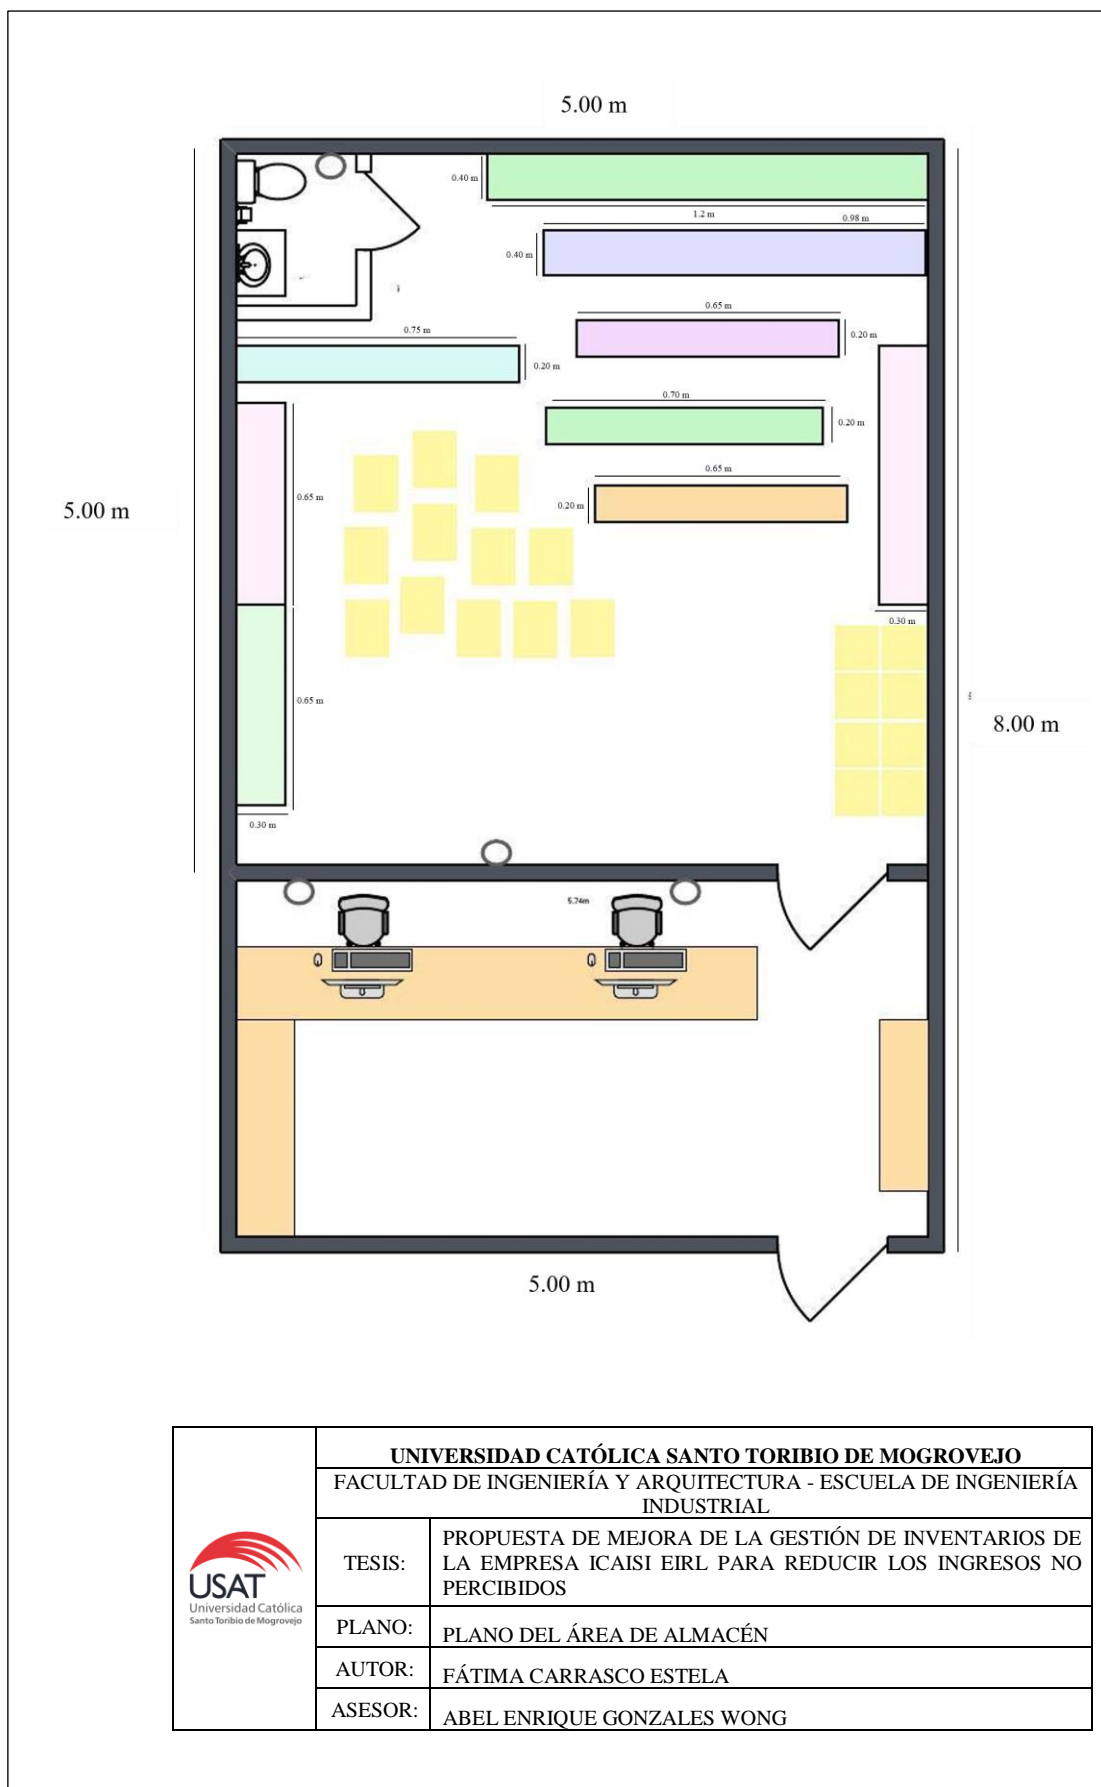 5.00 m
0.40 m
1.2 m
0.98 m
0.40 m
0.65 m
0.75 m
0.20 m
0.20 m
0.70 m
0.20 m
0.65 m
0.65 m
0.20 m
5.00 m
0.30 m
0.65 m
8.00 m
0.30 m
5.74m
5.00 m
UNIVERSIDAD CATÓLICA SANTO TORIBIO DE MOGROVEJO
FACULTAD DE INGENIERÍA Y ARQUITECTURA - ESCUELA DE INGENIERÍA
INDUSTRIAL
USAT
Universidad Católica
Santo Toribio de Mogrovejo
TESIS:
PROPUESTA DE MEJORA DE LA GESTIÓN DE INVENTARIOS DE
LA EMPRESA ICAISI EIRL PARA REDUCIR LOS INGRESOS NO
PERCIBIDOS
PLANO:
PLANO DEL ÁREA DE ALMACÉN
AUTOR:
FÁTIMA CARRASCO ESTELA
ASESOR:
ABEL ENRIQUE GONZALES WONG